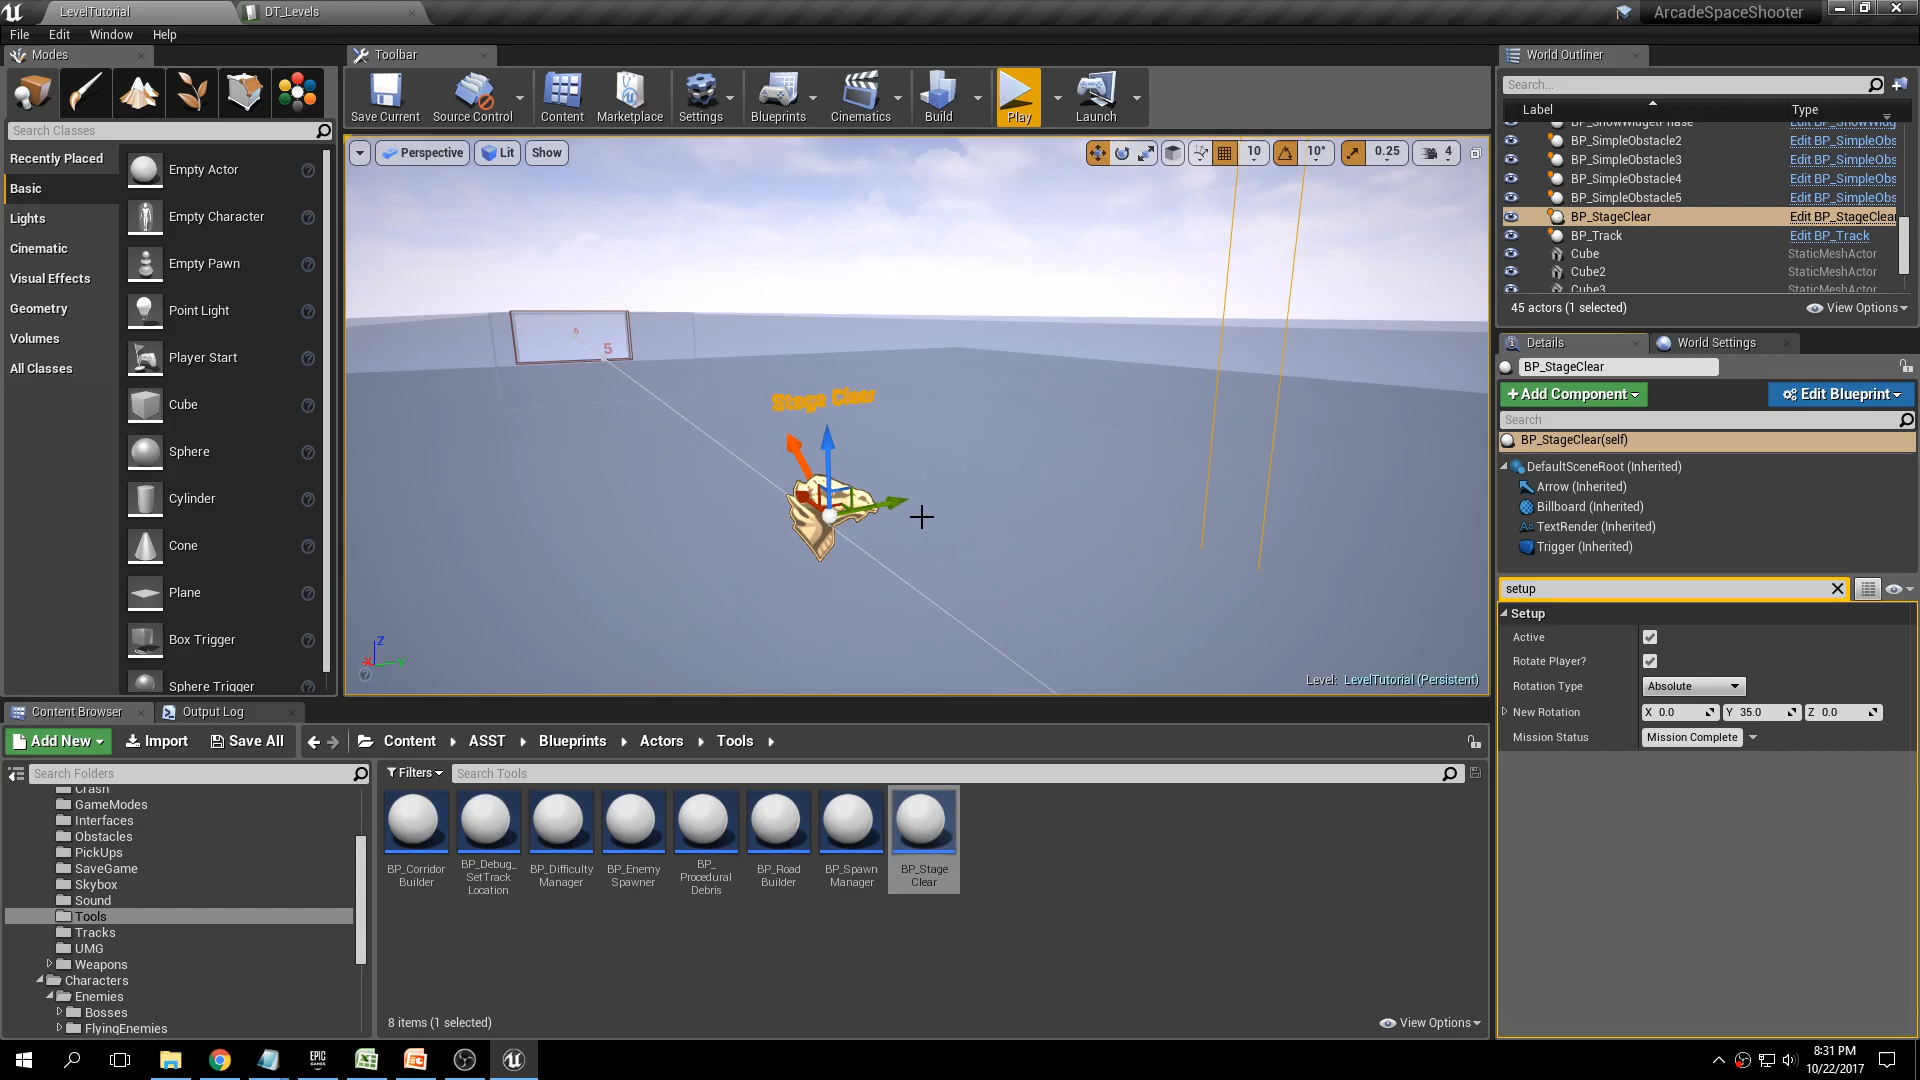 LevelTutorial
DT_Levels
ArcadeSpaceShooter
File
Edit
Window
Help
Modes
Toolbar
World Outliner
Save Current
Source Control
Content
Marketplace
Settings
Blueprints
Cinematics
Build
Play
Launch
Search...
Label
Type
Search Classes
BP_ShowWidgetPhase
Edit BP_ShowWidg
BP_SimpleObstacle2
Edit BP_SimpleObs
BP_SimpleObstacle3
Edit BP_SimpleObs
BP_SimpleObstacle4
Edit BP_SimpleObs
BP_SimpleObstacle5
Edit BP_SimpleObs
BP_StageClear
Edit BP_StageClear
BP_Track
Edit BP_Track
Cube
StaticMeshActor
Cube2
StaticMeshActor
Cube3
StaticMeshActor
45 actors (1 selected)
View Options
Recently Placed
Basic
Lights
Cinematic
Visual Effects
Geometry
Volumes
All Classes
Empty Actor
Empty Character
Empty Pawn
Point Light
Player Start
Cube
Sphere
Cylinder
Cone
Plane
Box Trigger
Sphere Trigger
Perspective
Lit
Show
10
10°
0.25
4
5
Stage Clear
Z
Level: LevelTutorial (Persistent)
Details
World Settings
BP_StageClear
+Add Component
Edit Blueprint
Search
BP_StageClear(self)
DefaultSceneRoot (Inherited)
Arrow (Inherited)
Billboard (Inherited)
TextRender (Inherited)
Trigger (Inherited)
setup
Setup
Active
Rotate Player?
Rotation Type
Absolute
New Rotation
X 0.0
Y 35.0
Z 0.0
Mission Status
Mission Complete
Content Browser
Output Log
Add New
Import
Save All
Content
ASST
Blueprints
Actors
Tools
Search Folders
Filters
Search Tools
Crash
GameModes
Interfaces
Obstacles
PickUps
SaveGame
Skybox
Sound
Tools
Tracks
UMG
Weapons
Characters
Enemies
Bosses
FlyingEnemies
BP_Corridor
Builder
BP_Debug_
SetTrack
Location
BP_Difficulty
Manager
BP_Enemy
Spawner
BP_
Procedural
Debris
BP_Road
Builder
BP_Spawn
Manager
BP_Stage
Clear
8 items (1 selected)
View Options
EPIC
GAMES
8:31 PM
10/22/2017